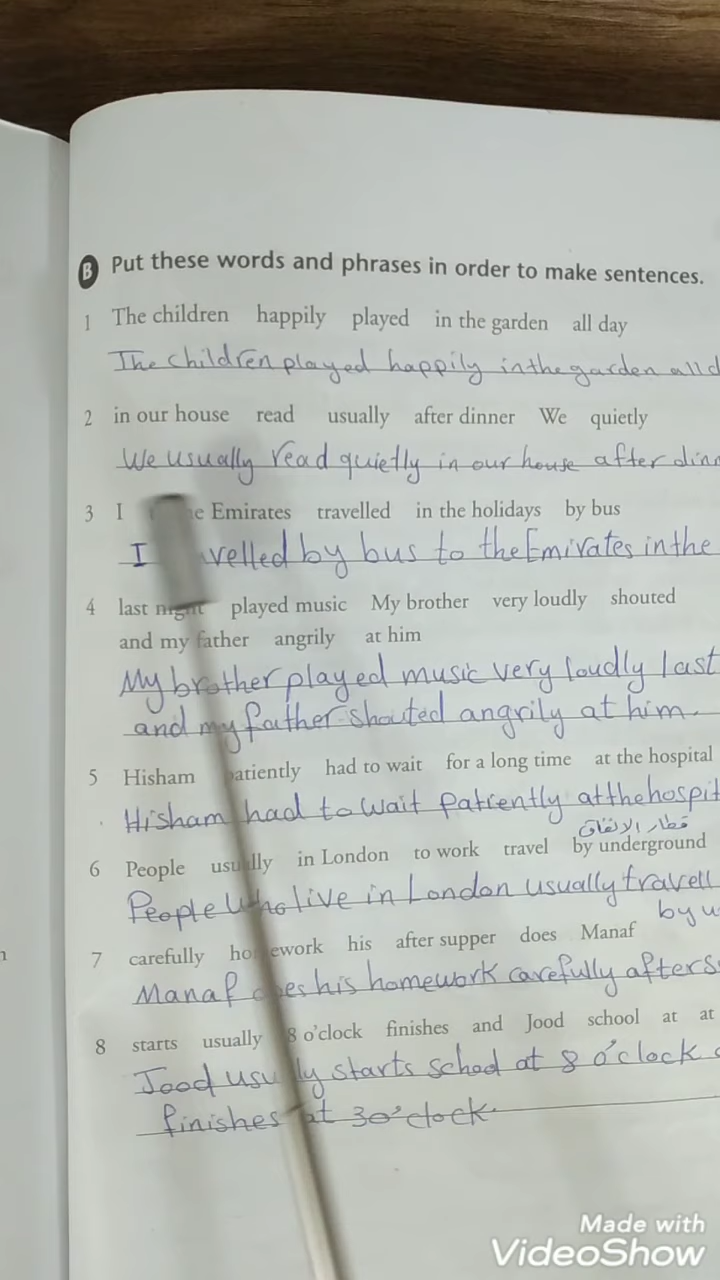 B Put these words and phrases in order to make sentences.
1 The children happily played in the garden all day
The children played happily in the garden all d
2 in our house read usually after dinner We quietly
We usually read quietly in our house after dinn
3 I e Emirates travelled in the holidays by bus
I velled by bus to the Emirates in the
4 last night played music My brother very loudly shouted
and my father angrily at him
My brother played music very loudly last
and my father shouted angrily at him.
5 Hisham atiently had to wait for a long time at the hospital
Hisham had to wait patiently at the hospit
قطار الانفاق
6 People usually in London to work travel by underground
People who live in London usually travell
by u
7 carefully homework his after supper does Manaf
Manaf does his homework carefully after s
8 starts usually 8 o'clock finishes and Jood school at at
Jood usually starts school at 8 o'clock
finishes at 3 o'clock.
Made with
VideoShow